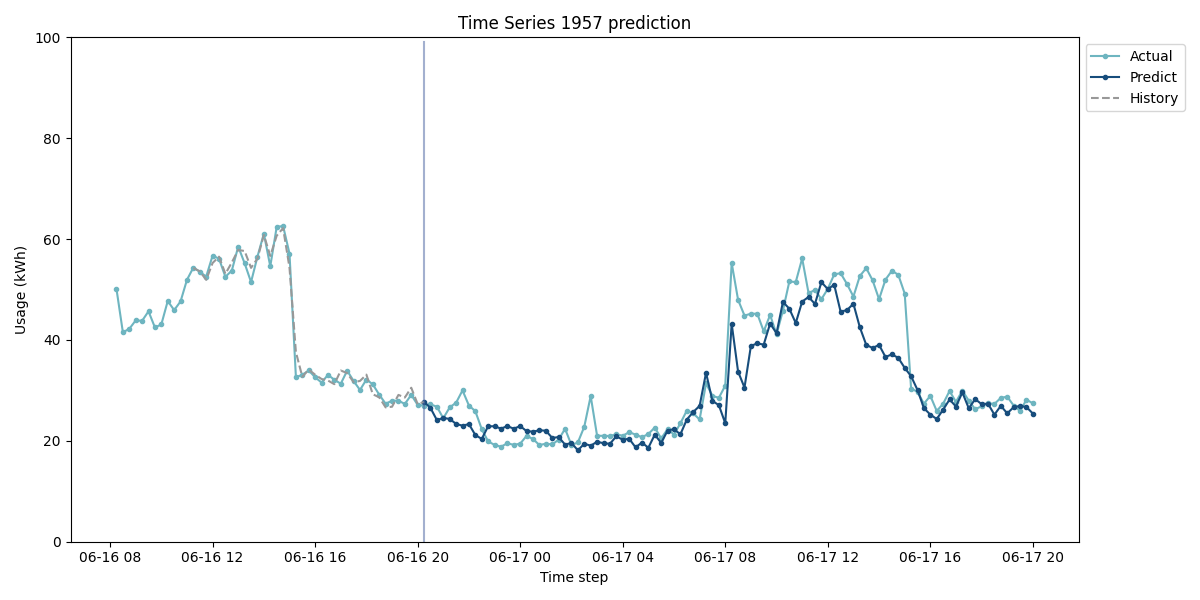 Time Series 1957 prediction
100
80
60
40
20
0
Usage (kWh)
06-16 08
06-16 12
06-16 16
06-16 20
06-17 00
06-17 04
06-17 08
06-17 12
06-17 16
06-17 20
Time step
Actual
Predict
History